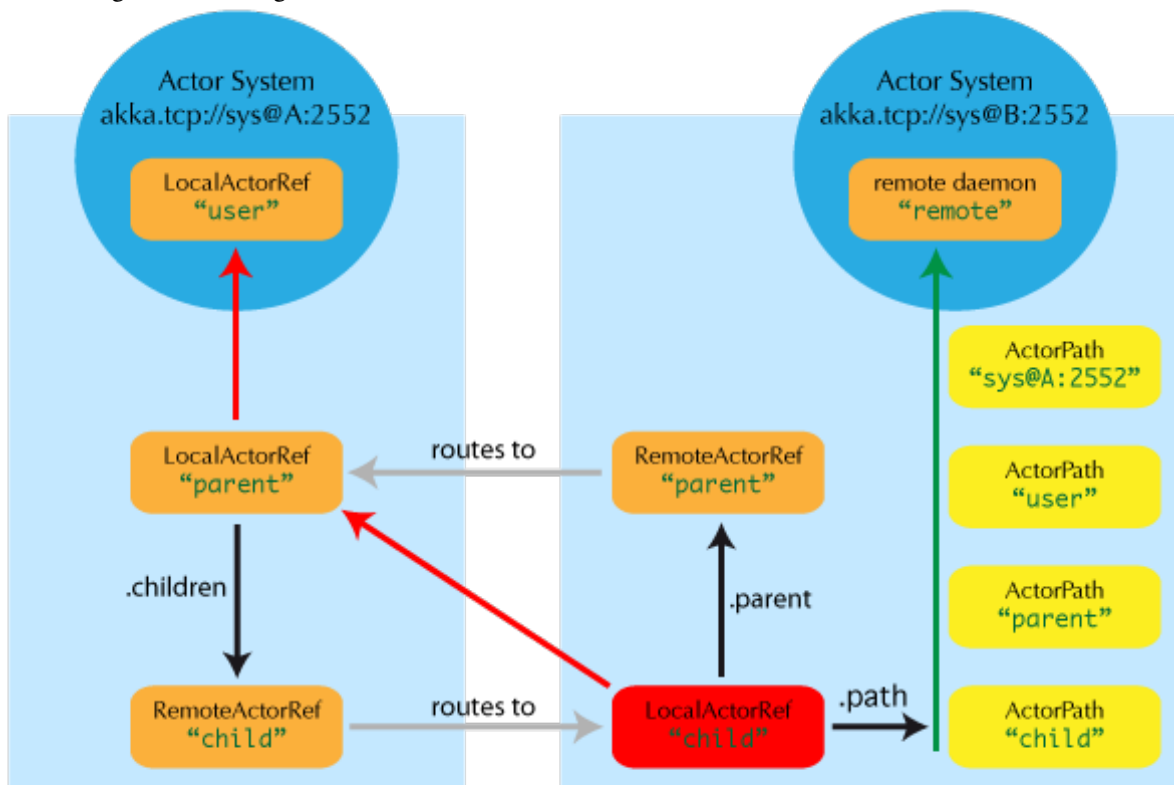 Actor System
akka.tcp://sys@A:2552
LocalActorRef
“user”
Actor System
akka.tcp://sys@B:2552
remote daemon
“remote”
ActorPath
“sys@A:2552”
LocalActorRef
“parent”
routes to
RemoteActorRef
“parent”
ActorPath
“user”
.children
.parent
ActorPath
“parent”
RemoteActorRef
“child”
routes to
LocalActorRef
“child”
.path
ActorPath
“child”